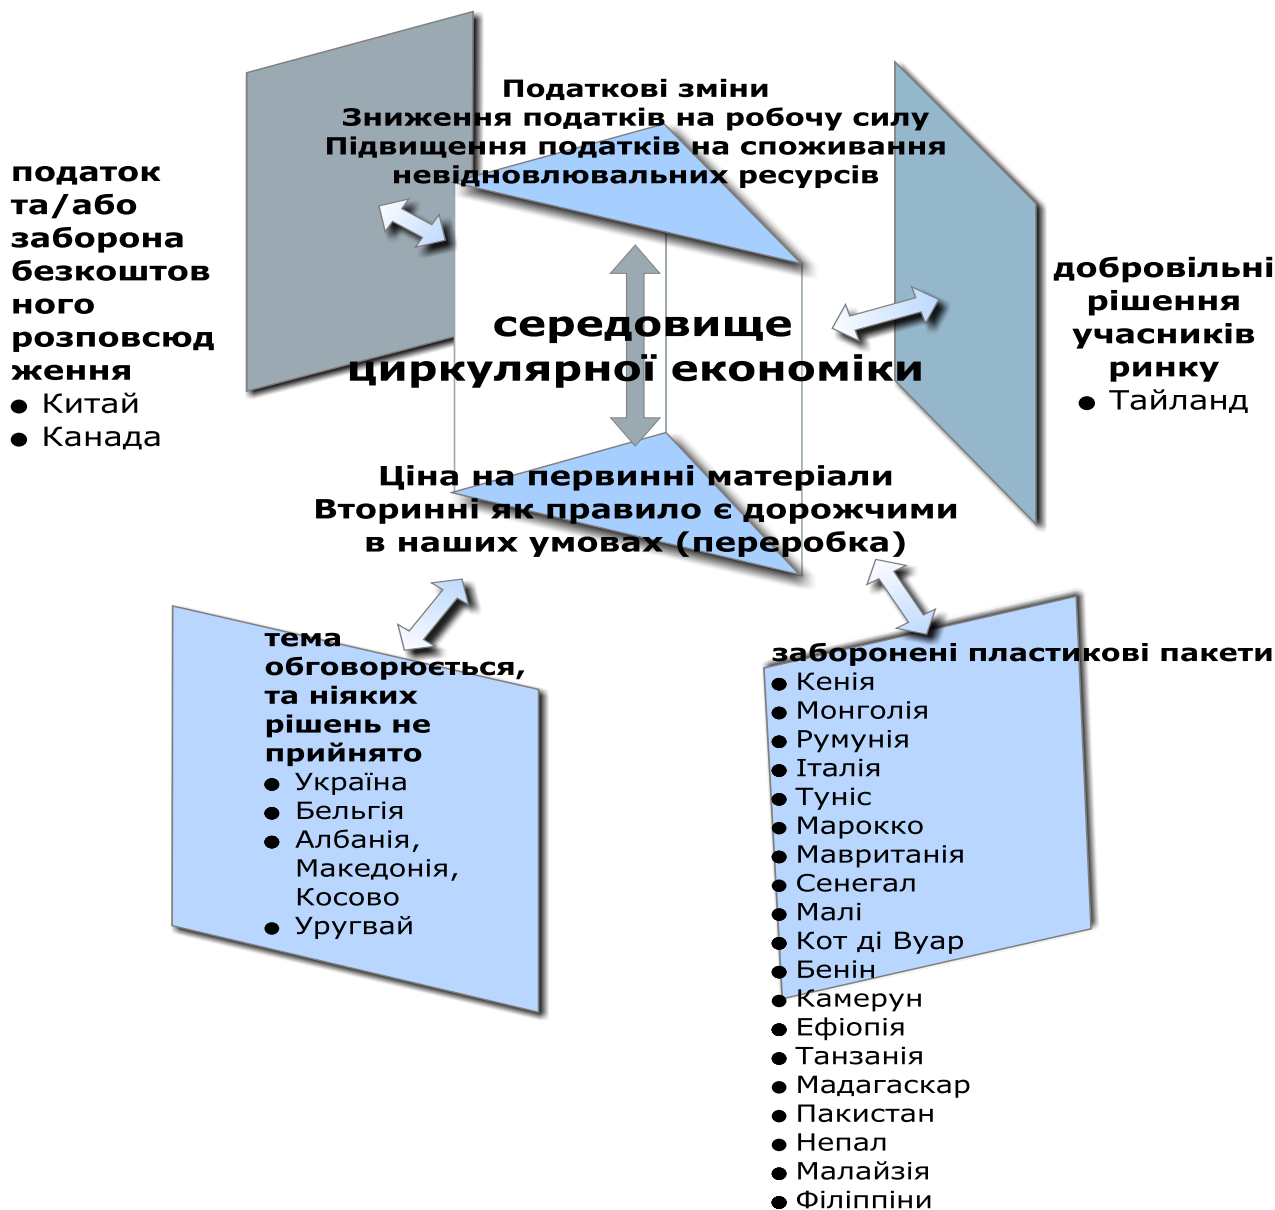 Податкові зміни
Зниження податків на робочу силу
Підвищення податків на споживання
невідновлювальних ресурсів
податок
та/або
заборона
безкоштов
ного
розповсюд
ження
● Китай
● Канада
середовище
циркулярної економіки
добровільні
рішення
учасників
ринку
● Тайланд
Ціна на первинні матеріали
Вторинні як правило є дорожчими
в наших умовах (переробка)
тема
обговорюється,
та ніяких
рішень не
прийнято
● Україна
● Бельгія
● Албанія,
Македонія,
Косово
● Уругвай
заборонені пластикові пакети
● Кенія
● Монголія
● Румунія
● Італія
● Туніс
● Марокко
● Мавританія
● Сенегал
● Малі
● Кот ді Вуар
● Бенін
● Камерун
● Ефіопія
● Танзанія
● Мадагаскар
● Пакистан
● Непал
● Малайзія
● Філіппіни